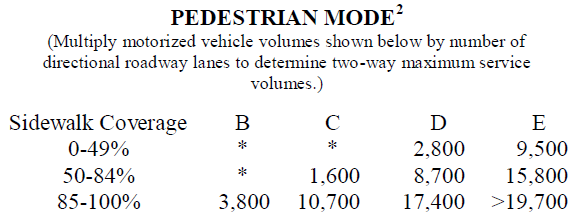 PEDESTRIAN MODE²
(Multiply motorized vehicle volumes shown below by number of
directional roadway lanes to determine two-way maximum service
volumes.)
Sidewalk Coverage B C D E
0-49% * * 2,800 9,500
50-84% * 1,600 8,700 15,800
85-100% 3,800 10,700 17,400 >19,700